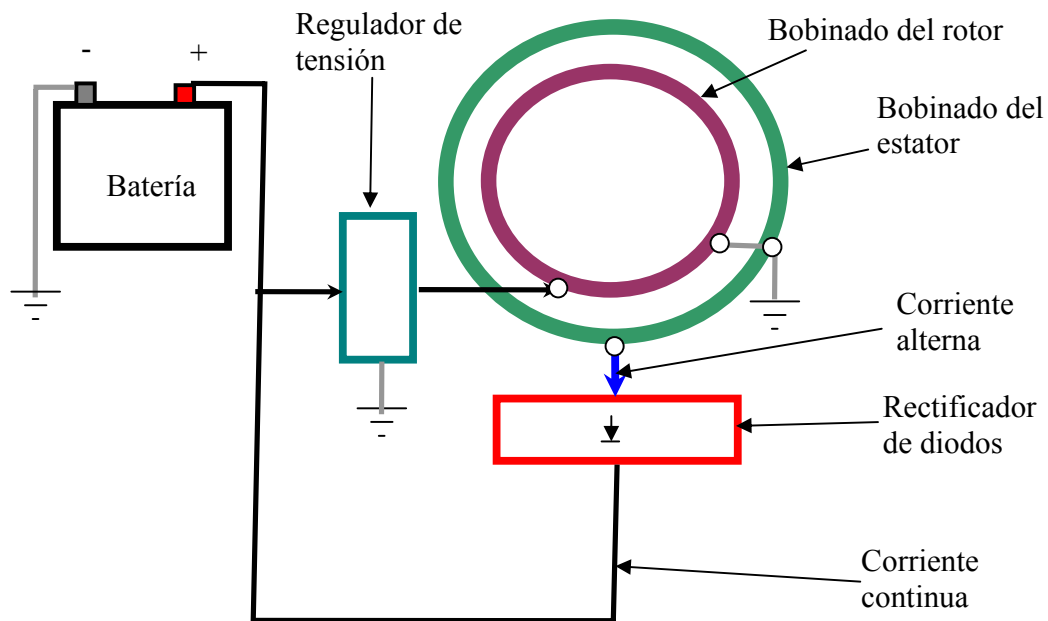 -
+
Batería
Regulador de
tensión
Bobinado del rotor
Bobinado del
estator
Corriente
alterna
Rectificador
de diodos
Corriente
continua